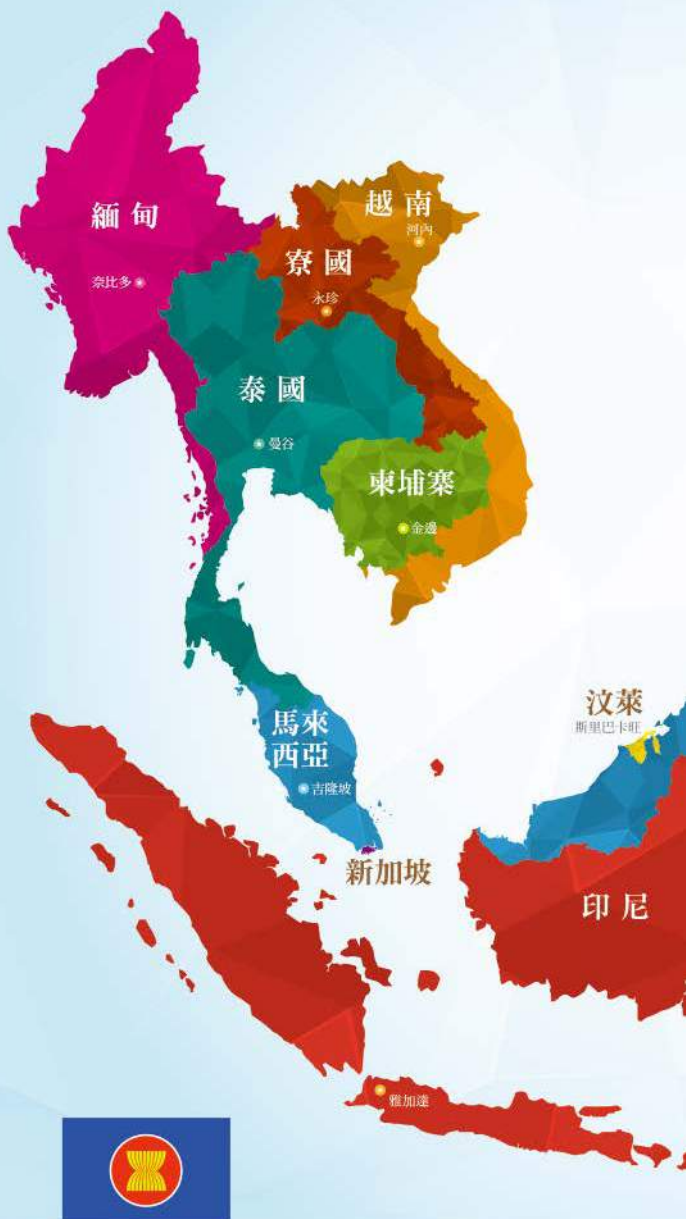 緬甸
奈比多
越南
河內
寮國
永珍
泰國
曼谷
柬埔寨
金邊
汶萊
斯里巴卡旺
馬來
西亞
吉隆坡
新加坡
印尼
雅加達